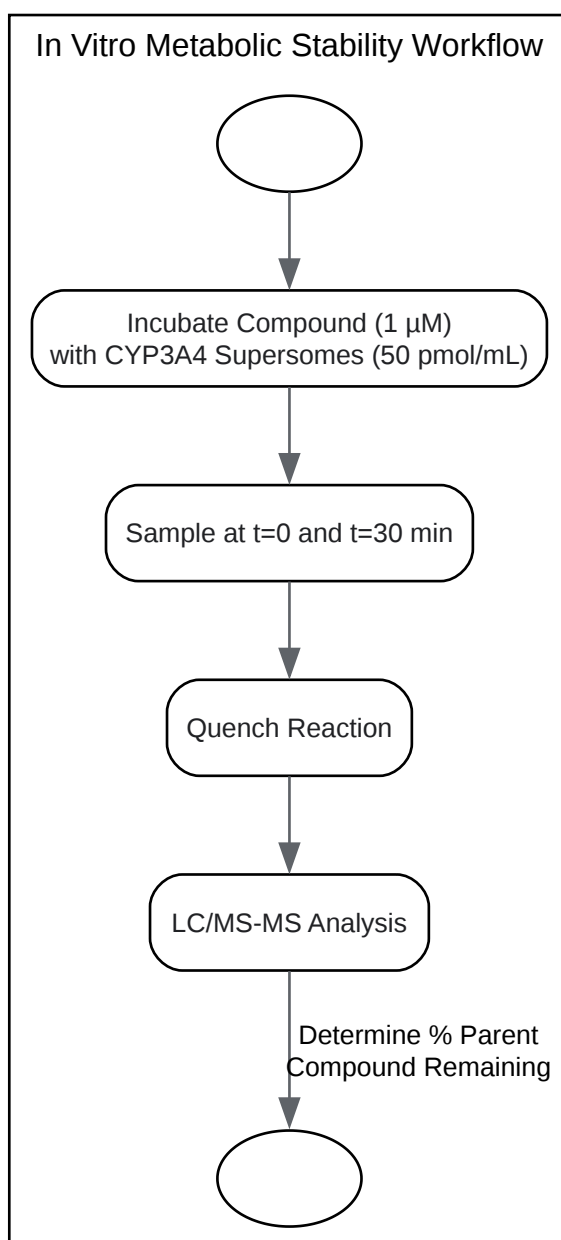 In Vitro Metabolic Stability Workflow
Incubate Compound (1 µM)
with CYP3A4 Supersomes (50 pmol/mL)
Sample at t=0 and t=30 min
Quench Reaction
LC/MS-MS Analysis
Determine % Parent
Compound Remaining